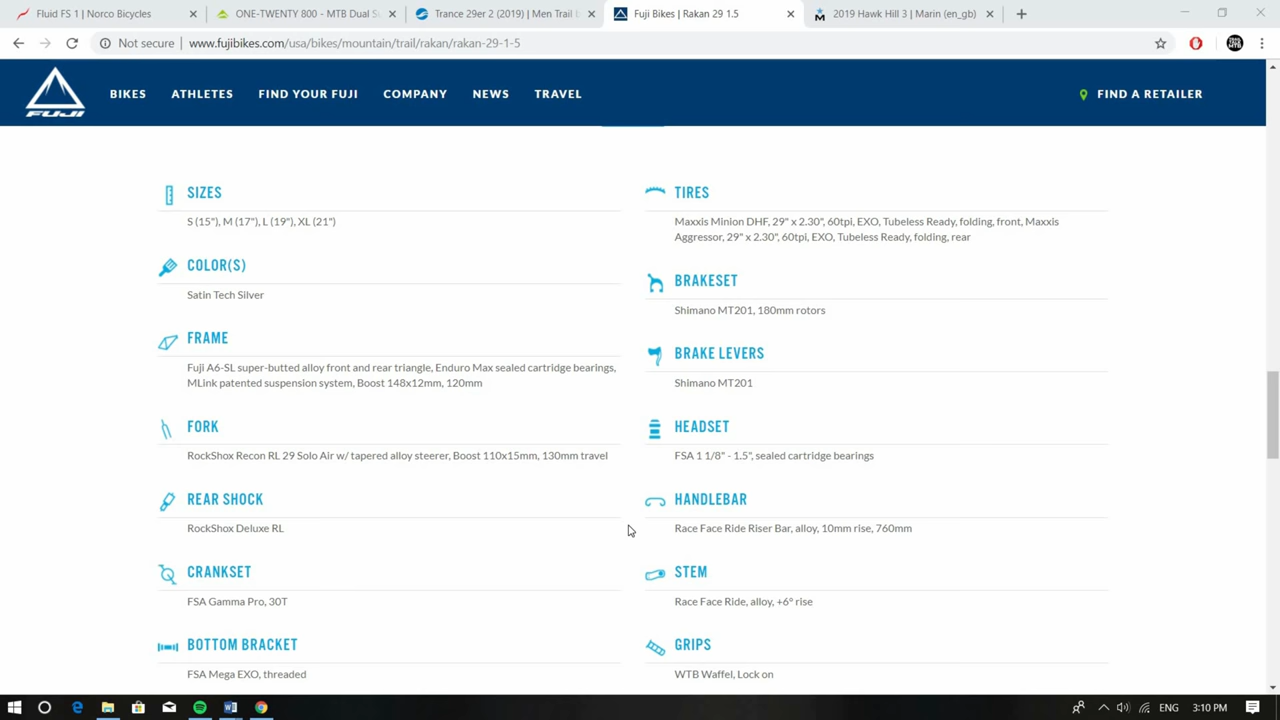 Fluid FS 1 | Norco Bicycles
ONE-TWENTY 800 - MTB Dual S
Trance 29er 2 (2019) | Men Trail b
Fuji Bikes | Rakan 29 1.5
2019 Hawk Hill 3 | Marin (en_gb)
Not secure
www.fujibikes.com/usa/bikes/mountain/trail/rakan/rakan-29-1-5
FUJI
BIKES
ATHLETES
FIND YOUR FUJI
COMPANY
NEWS
TRAVEL
FIND A RETAILER
SIZES
S (15"), M (17"), L (19"), XL (21")
COLOR(S)
Satin Tech Silver
FRAME
Fuji A6-SL super-butted alloy front and rear triangle, Enduro Max sealed cartridge bearings,
MLink patented suspension system, Boost 148x12mm, 120mm
FORK
RockShox Recon RL 29 Solo Air w/ tapered alloy steerer, Boost 110x15mm, 130mm travel
REAR SHOCK
RockShox Deluxe RL
CRANKSET
FSA Gamma Pro, 30T
BOTTOM BRACKET
FSA Mega EXO, threaded
TIRES
Maxxis Minion DHF, 29" x 2.30", 60tpi, EXO, Tubeless Ready, folding, front, Maxxis
Aggressor, 29" x 2.30", 60tpi, EXO, Tubeless Ready, folding, rear
BRAKESET
Shimano MT201, 180mm rotors
BRAKE LEVERS
Shimano MT201
HEADSET
FSA 1 1/8" - 1.5", sealed cartridge bearings
HANDLEBAR
Race Face Ride Riser Bar, alloy, 10mm rise, 760mm
STEM
Race Face Ride, alloy, +6° rise
GRIPS
WTB Waffel, Lock on
ENG
3:10 PM